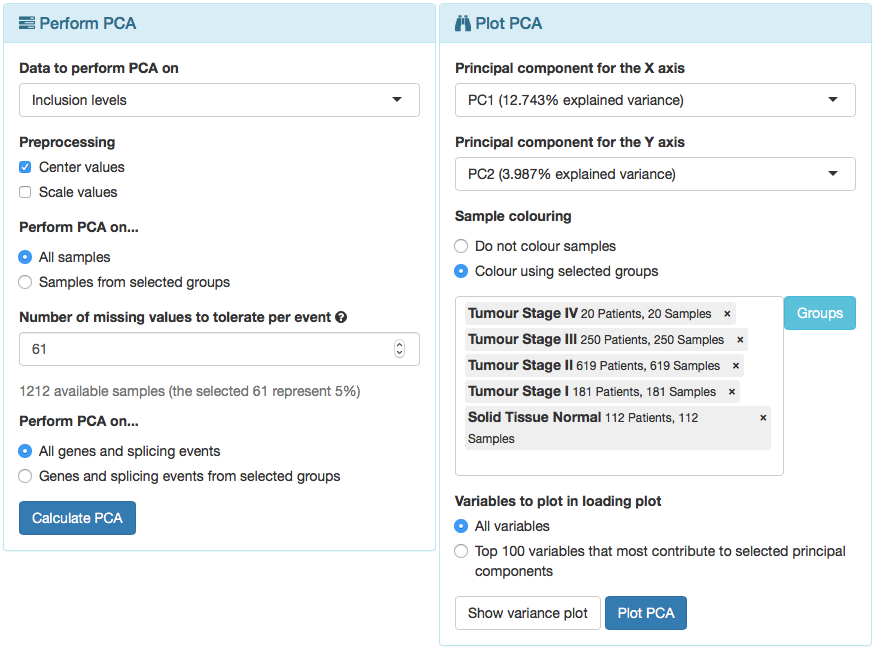 Perform PCA
Data to perform PCA on
Inclusion levels
Preprocessing
Center values
Scale values
Perform PCA on...
All samples
Samples from selected groups
Number of missing values to tolerate per event ?
61
1212 available samples (the selected 61 represent 5%)
Perform PCA on...
All genes and splicing events
Genes and splicing events from selected groups
Calculate PCA
Plot PCA
Principal component for the X axis
PC1 (12.743% explained variance)
Principal component for the Y axis
PC2 (3.987% explained variance)
Sample colouring
Do not colour samples
Colour using selected groups
Tumour Stage IV 20 Patients, 20 Samples ×
Tumour Stage III 250 Patients, 250 Samples ×
Tumour Stage II 619 Patients, 619 Samples ×
Tumour Stage I 181 Patients, 181 Samples ×
Solid Tissue Normal 112 Patients, 112 ×
Samples
Groups
Variables to plot in loading plot
All variables
Top 100 variables that most contribute to selected principal
components
Show variance plot
Plot PCA